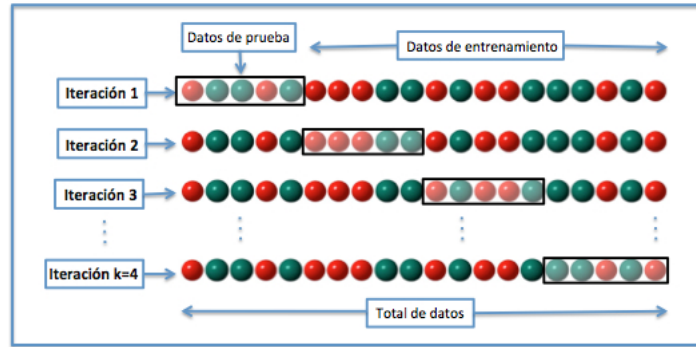 Datos de prueba
Datos de entrenamiento
Iteración 1
Iteración 2
Iteración 3
Iteración k=4
Total de datos